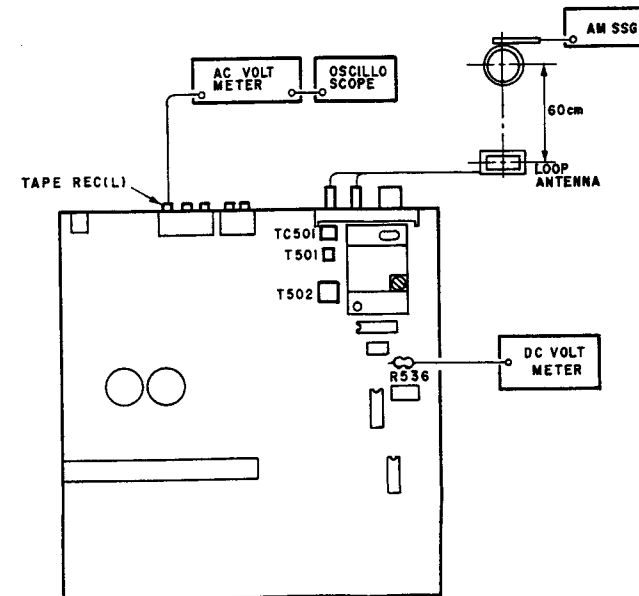 AM SSG
AC VOLT
METER
OSCILLO
SCOPE
60cm
LOOP
ANTENNA
TAPE REC(L)
TC501
T501
T502
R536
DC VOLT
METER